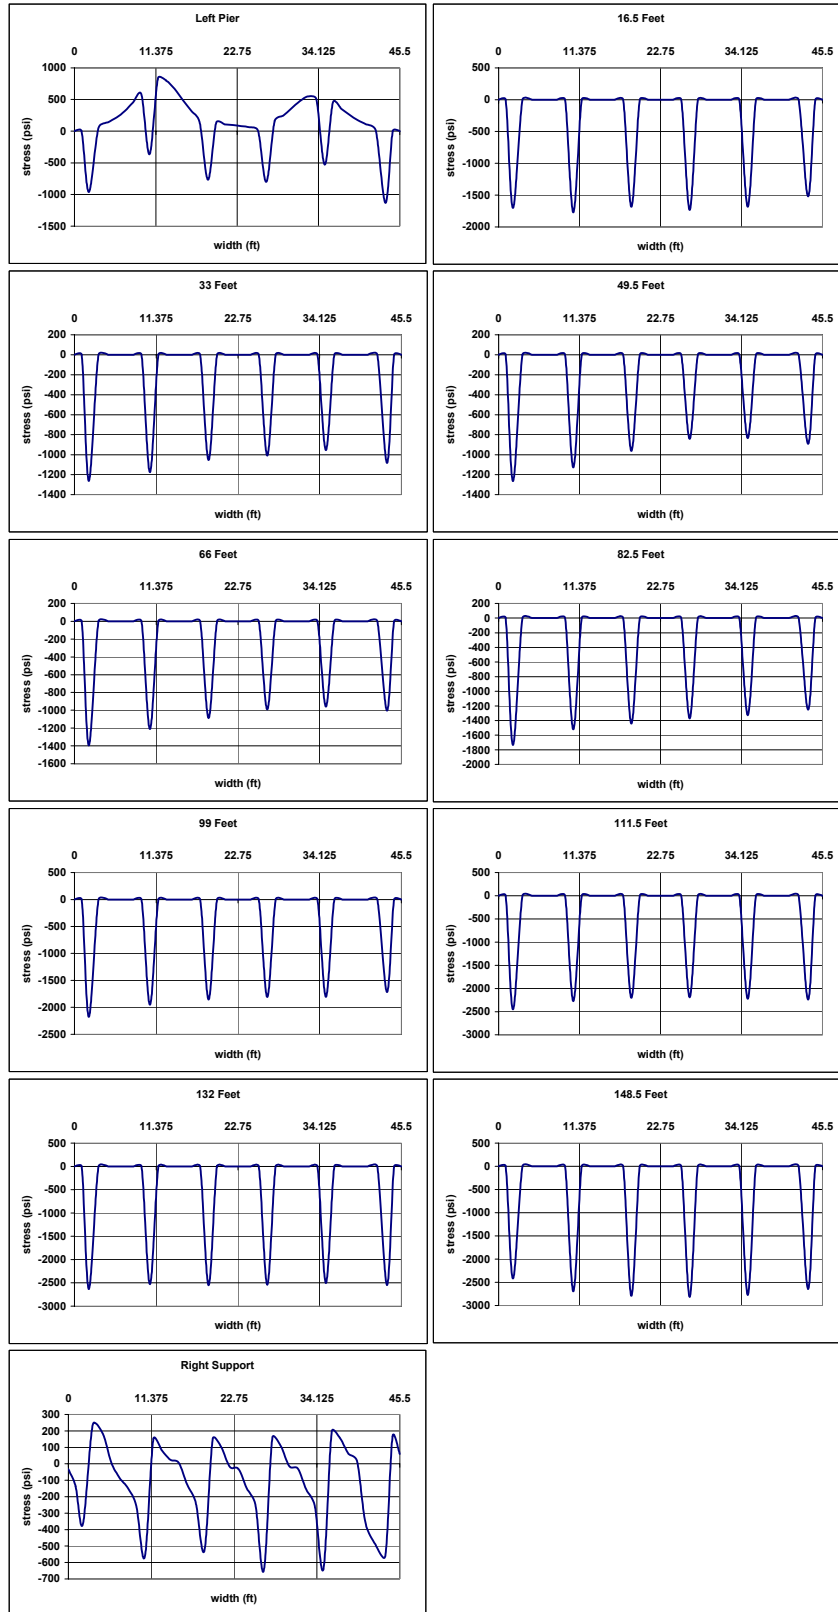 Left Pier
0 11.375 22.75 34.125 45.5
1000
500
0
-500
-1000
-1500
stress (psi)
width (ft)
16.5 Feet
0 11.375 22.75 34.125 45.5
500
0
-500
-1000
-1500
-2000
stress (psi)
width (ft)
33 Feet
0 11.375 22.75 34.125 45.5
200
0
-200
-400
-600
-800
-1000
-1200
-1400
stress (psi)
width (ft)
49.5 Feet
0 11.375 22.75 34.125 45.5
200
0
-200
-400
-600
-800
-1000
-1200
-1400
stress (psi)
width (ft)
66 Feet
0 11.375 22.75 34.125 45.5
200
0
-200
-400
-600
-800
-1000
-1200
-1400
-1600
stress (psi)
width (ft)
82.5 Feet
0 11.375 22.75 34.125 45.5
200
0
-200
-400
-600
-800
-1000
-1200
-1400
-1600
-1800
-2000
stress (psi)
width (ft)
99 Feet
0 11.375 22.75 34.125 45.5
500
0
-500
-1000
-1500
-2000
-2500
stress (psi)
width (ft)
111.5 Feet
0 11.375 22.75 34.125 45.5
500
0
-500
-1000
-1500
-2000
-2500
-3000
stress (psi)
width (ft)
132 Feet
0 11.375 22.75 34.125 45.5
500
0
-500
-1000
-1500
-2000
-2500
-3000
stress (psi)
width (ft)
148.5 Feet
0 11.375 22.75 34.125 45.5
500
0
-500
-1000
-1500
-2000
-2500
-3000
stress (psi)
width (ft)
Right Support
0 11.375 22.75 34.125 45.5
300
200
100
0
-100
-200
-300
-400
-500
-600
-700
stress (psi)
width (ft)